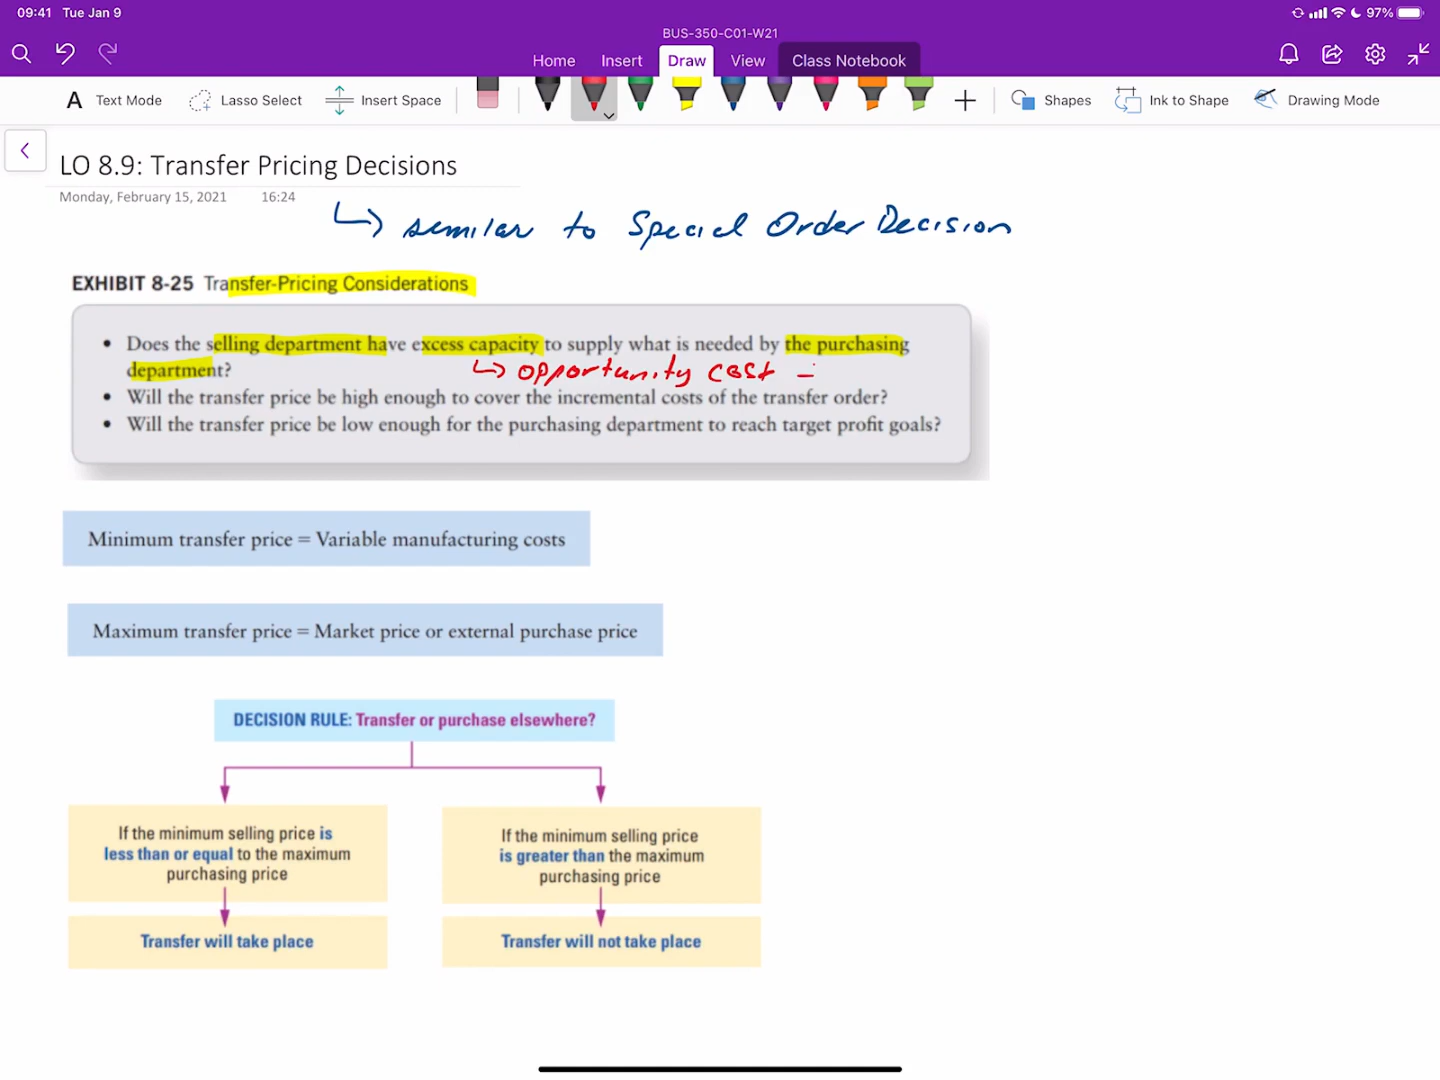 09:41 Tue Jan 9
97%
BUS-350-C01-W21
Home Insert Draw View Class Notebook
A Text Mode Lasso Select Insert Space Shapes Ink to Shape Drawing Mode
LO 8.9: Transfer Pricing Decisions
Monday, February 15, 2021 16:24
↳ similar to Special Order Decision
EXHIBIT 8-25 Transfer-Pricing Considerations
• Does the selling department have excess capacity to supply what is needed by the purchasing
department?
↳ opportunity cost =
• Will the transfer price be high enough to cover the incremental costs of the transfer order?
• Will the transfer price be low enough for the purchasing department to reach target profit goals?
Minimum transfer price = Variable manufacturing costs
Maximum transfer price = Market price or external purchase price
DECISION RULE: Transfer or purchase elsewhere?
If the minimum selling price is
less than or equal to the maximum
purchasing price
Transfer will take place
If the minimum selling price
is greater than the maximum
purchasing price
Transfer will not take place